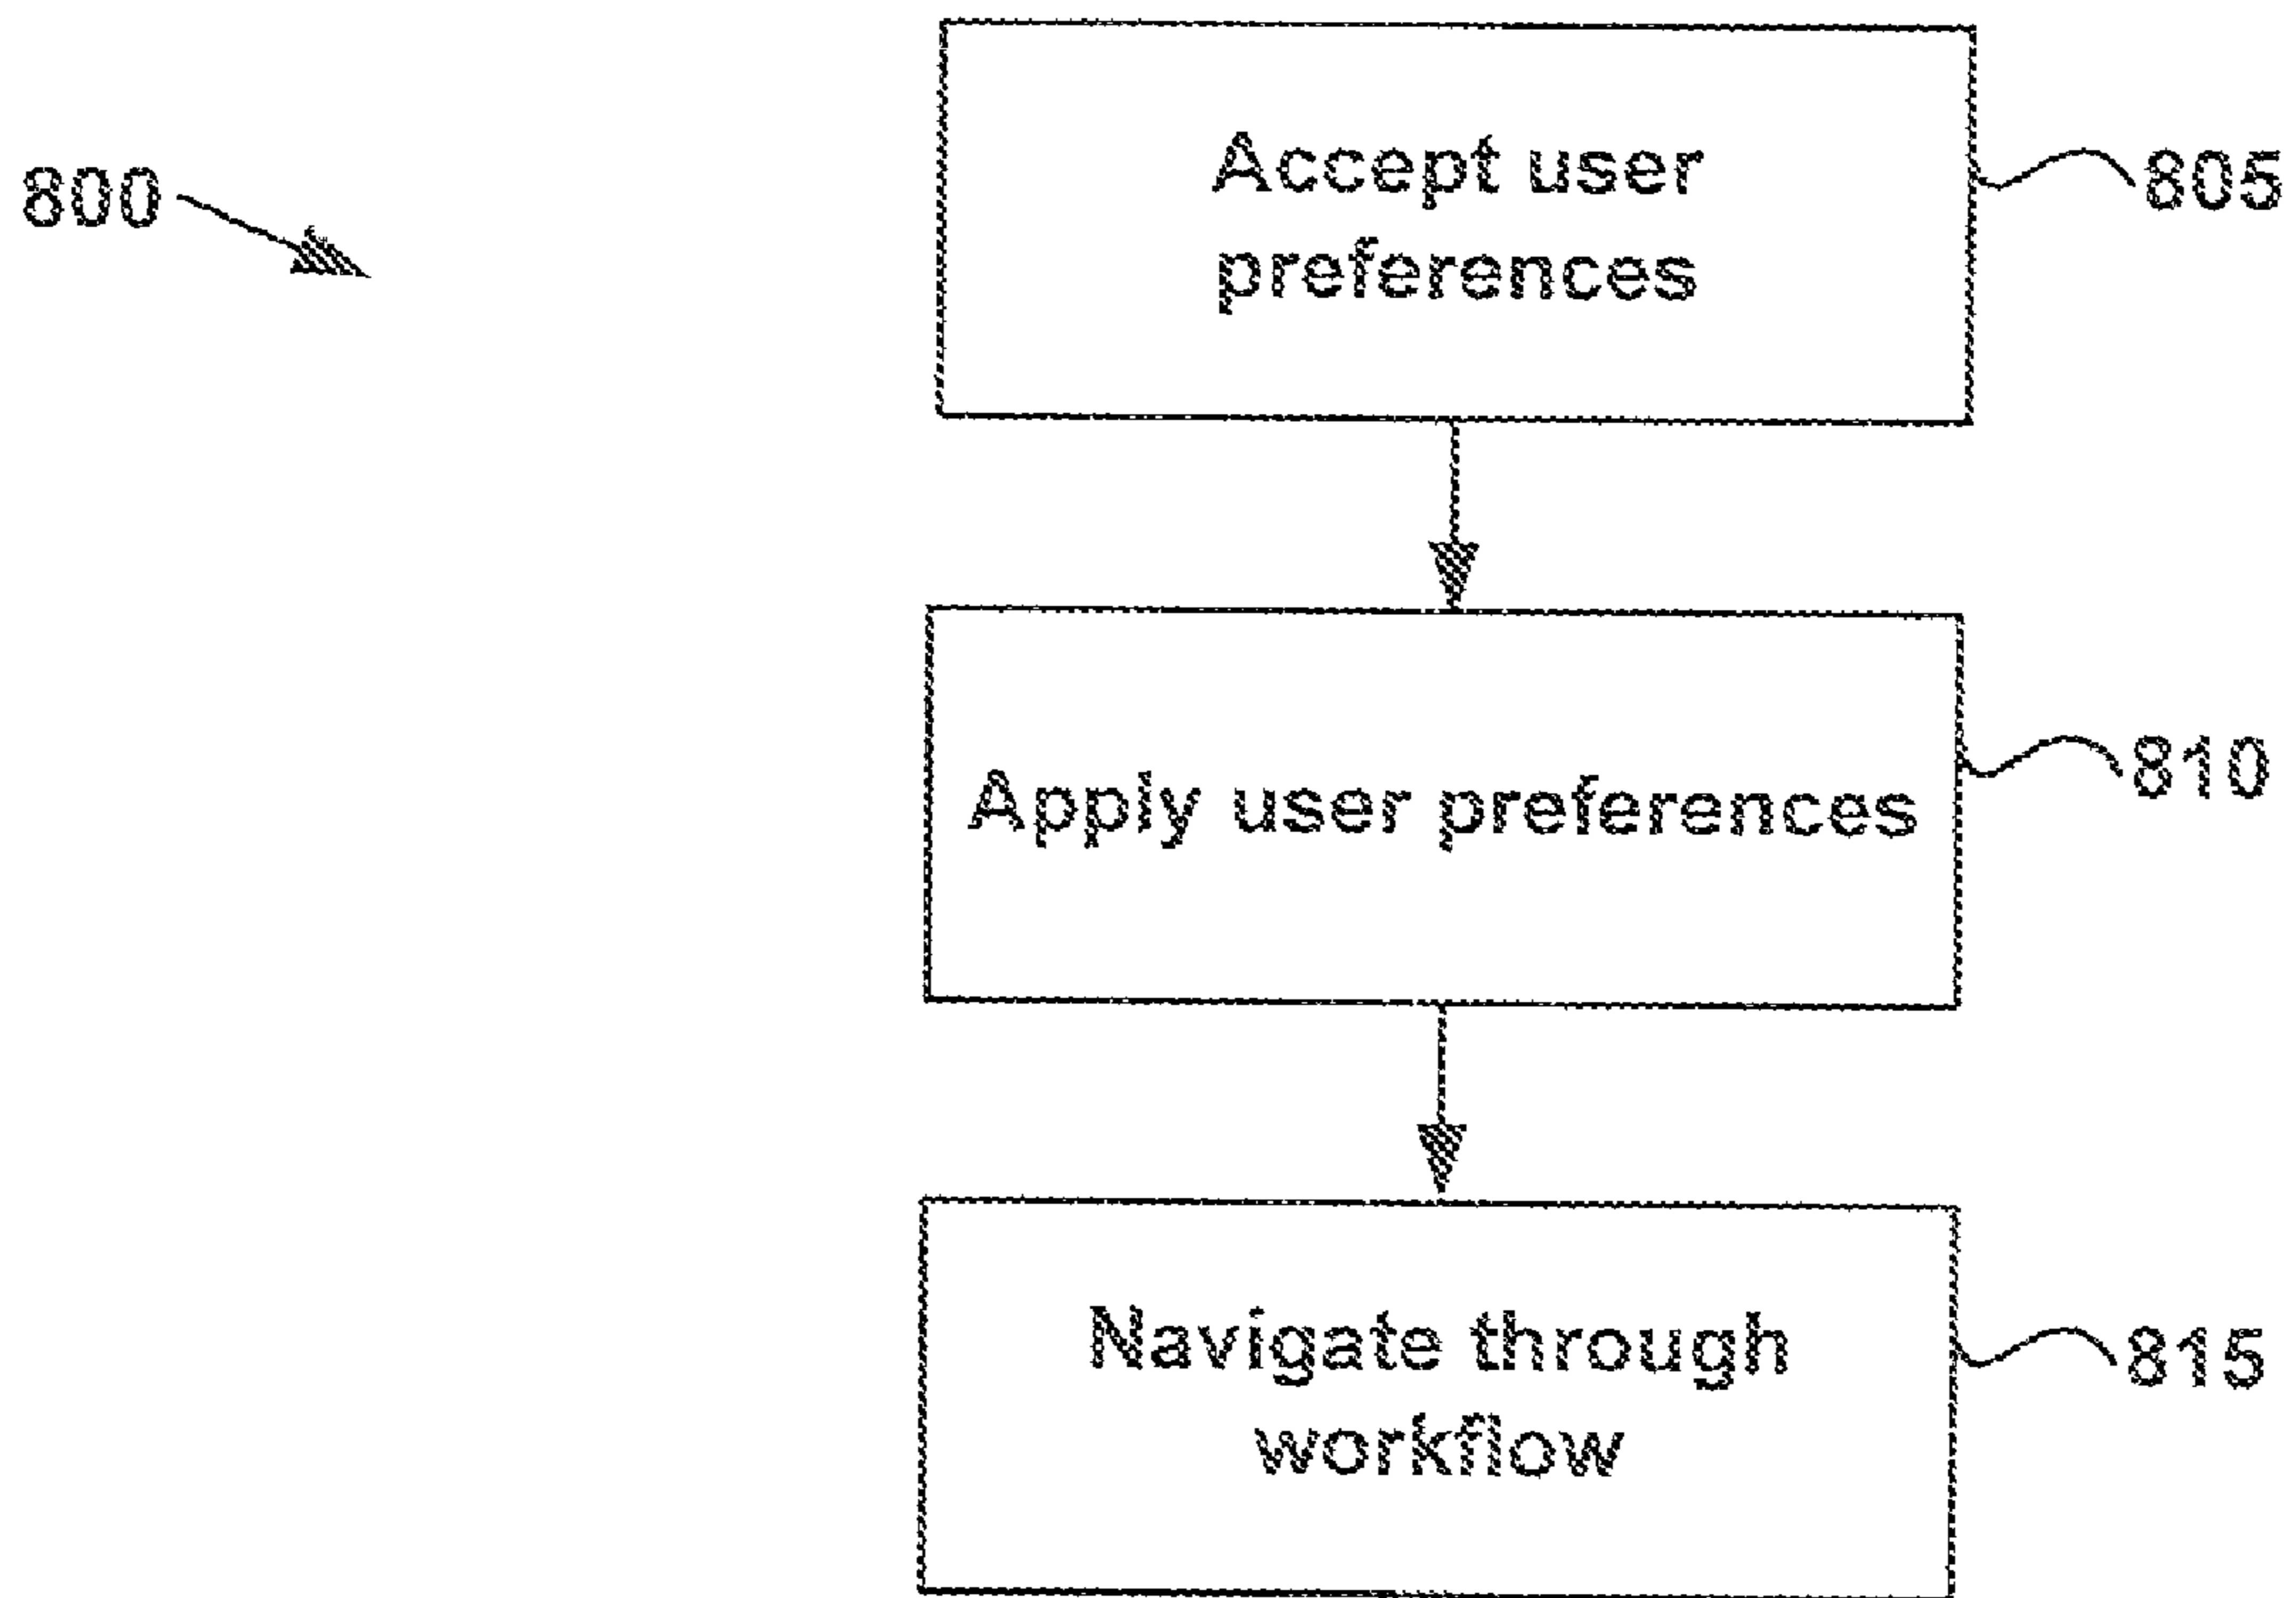 800
Accept user
preferences
805
Apply user preferences
810
Navigate through
workflow
815